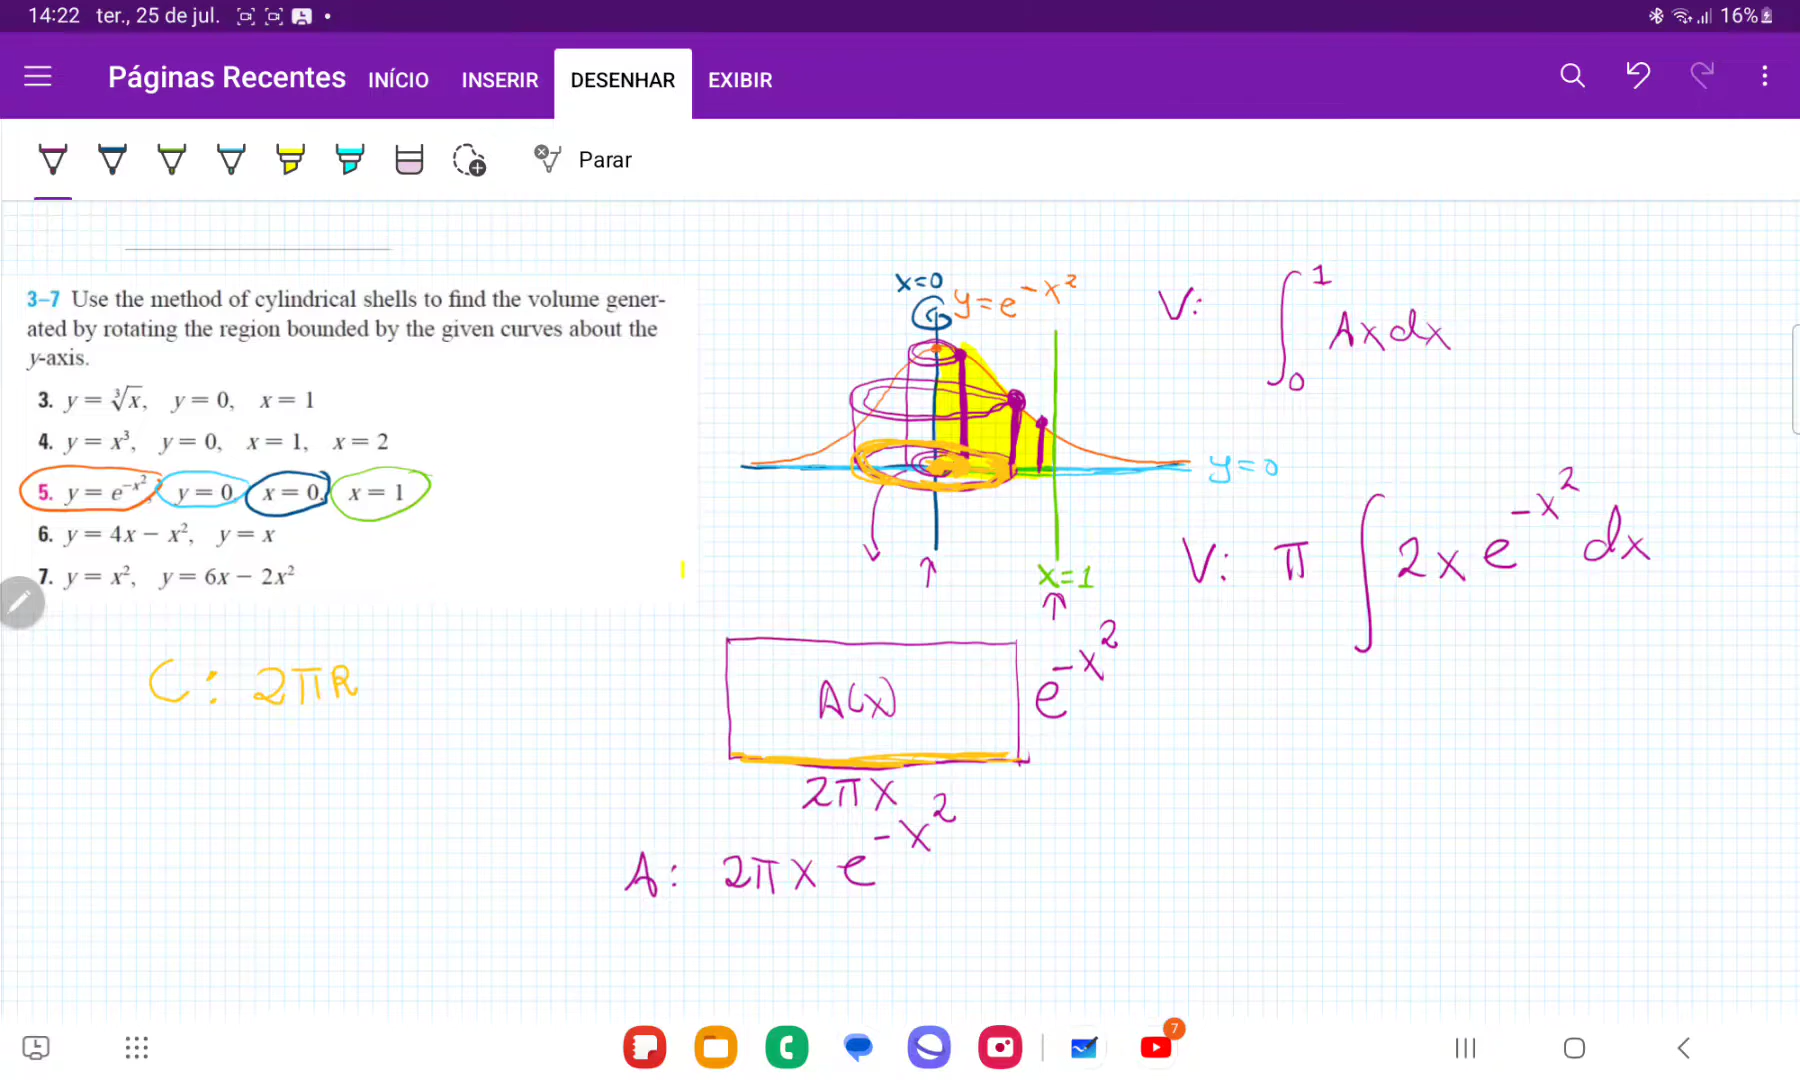 14:22 ter., 25 de jul.
16%
Páginas Recentes INÍCIO INSERIR DESENHAR EXIBIR
Parar
3–7 Use the method of cylindrical shells to find the volume gener-
ated by rotating the region bounded by the given curves about the
y-axis.
3. y = ∛x, y = 0, x = 1
4. y = x³, y = 0, x = 1, x = 2
5. y = e^{-x²}, y = 0, x = 0, x = 1
6. y = 4x − x², y = x
7. y = x², y = 6x − 2x²
C: 2πR
x=0
y=e^{-x²}
y=0
x=1
A(x)
e^{-x²}
2πx
A: 2πx e^{-x²}
V: ∫₀¹ Axdx
V: π ∫ 2x e^{-x²} dx
7